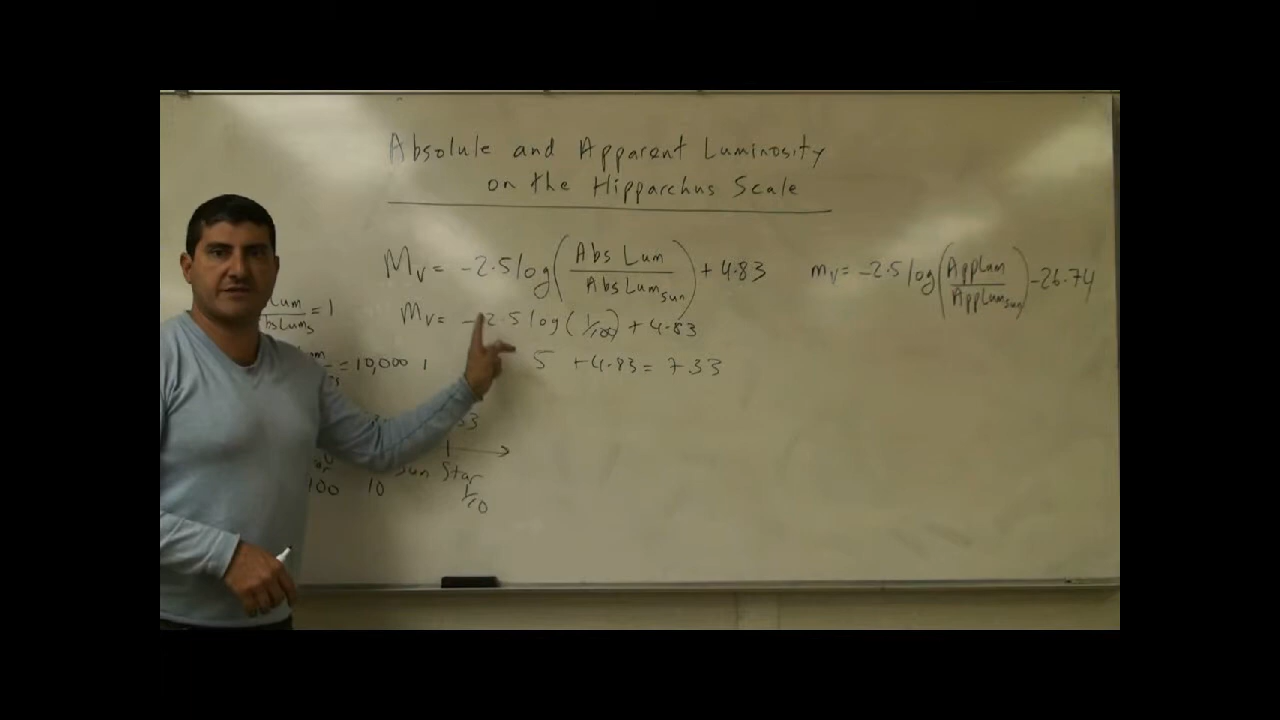 Absolute and Apparent Luminosity
on the Hipparchus Scale
Mv = -2.5 log (Abs Lum / Abs Lum sun) + 4.83
mv = -2.5 log (App Lum / App Lum sun) - 26.74
Mv = -2.5 log (1/100) + 4.83
5 + 4.83 = 7.33
Lum
bs Lum s = 1
= 10,000 1
33
Sun Star
100 10 1/10